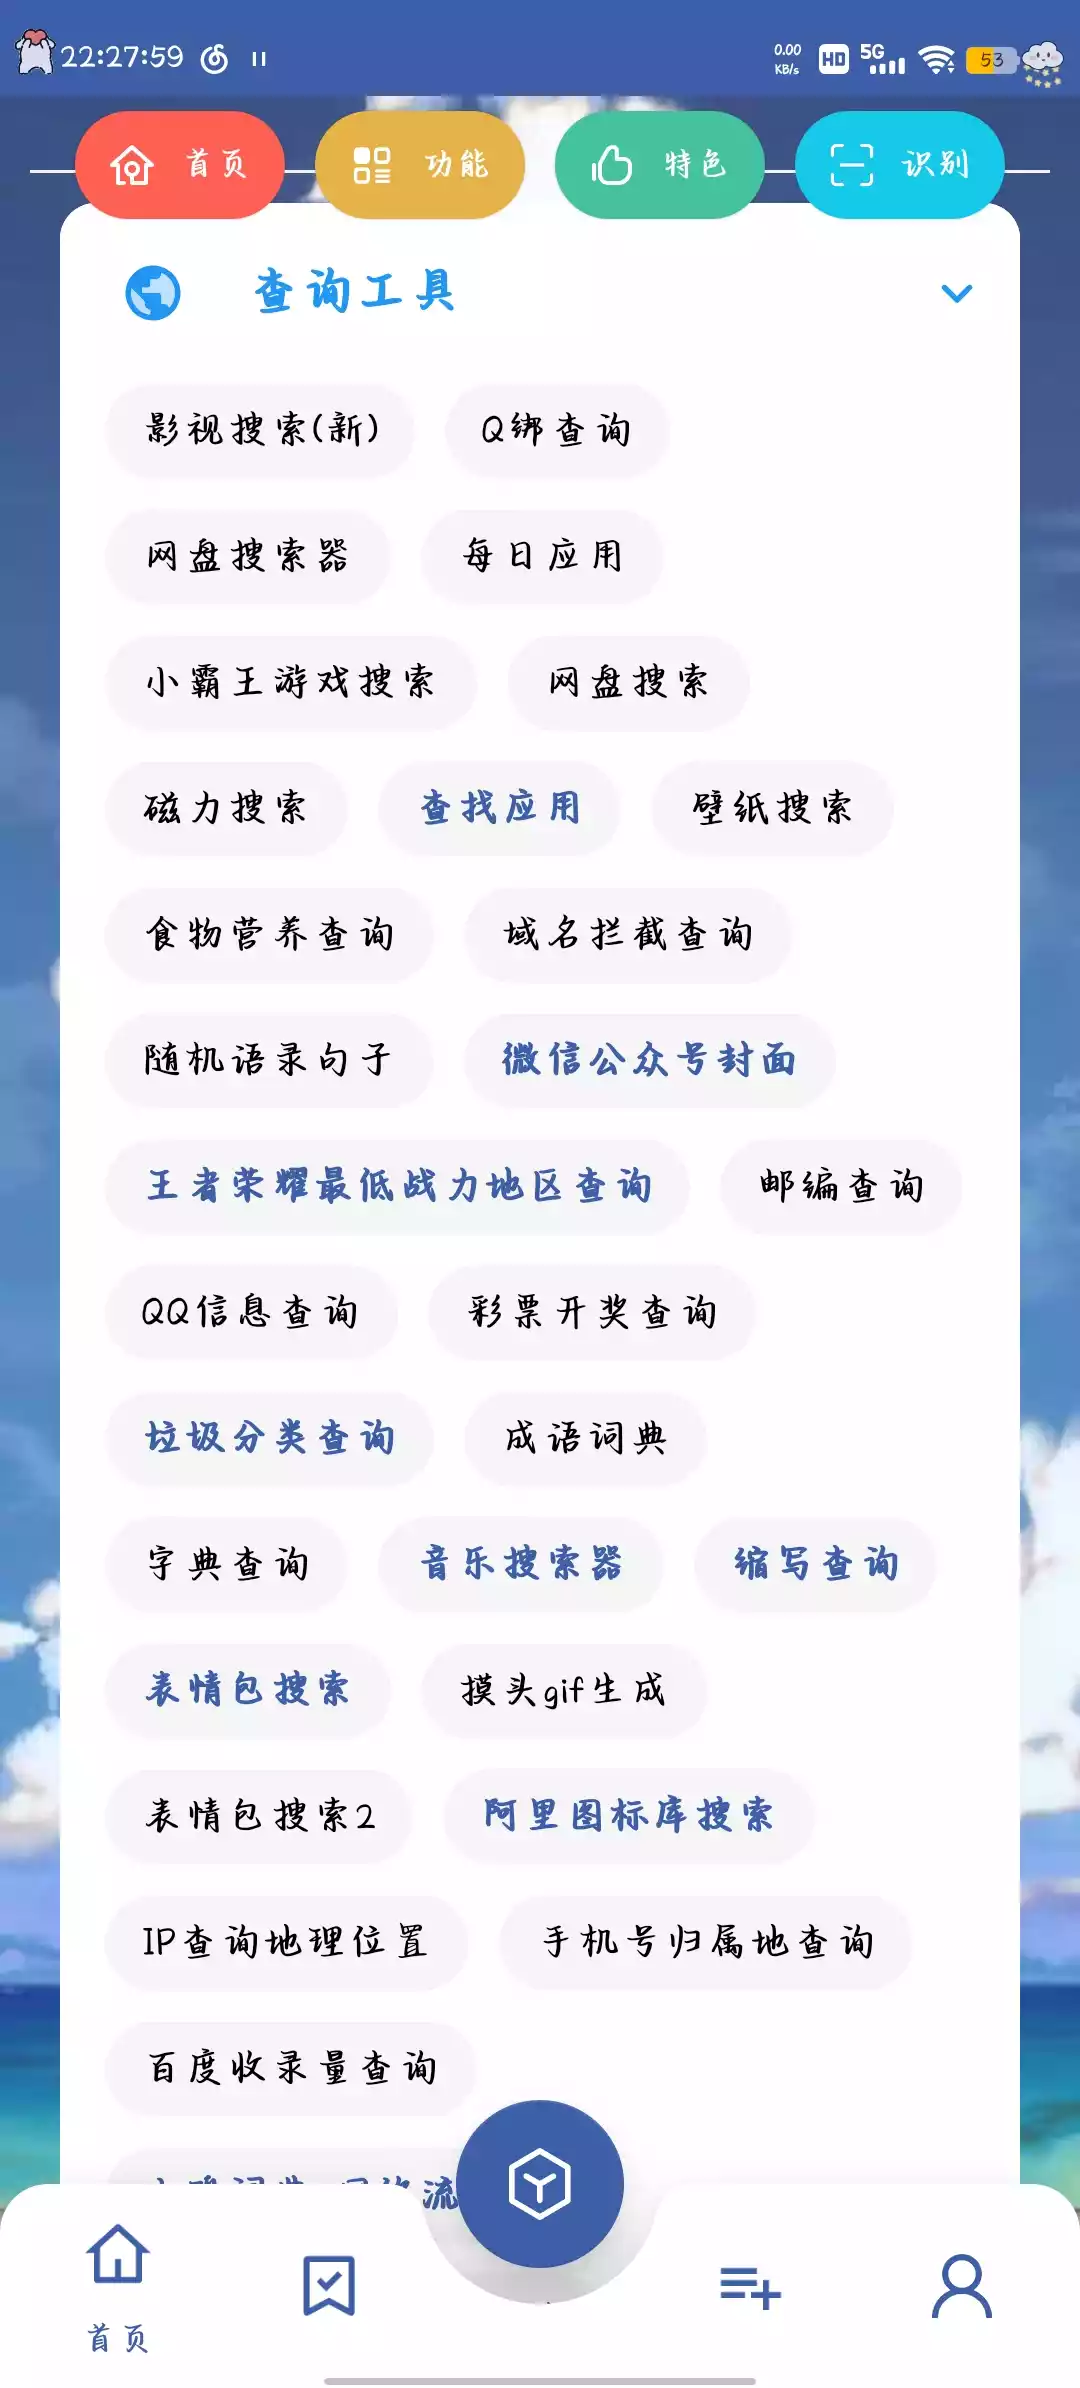 22:27:59
0.00 KB/s HD 5G 53
首页 功能 特色 识别
查询工具
影视搜索(新) Q绑查询
网盘搜索器 每日应用
小霸王游戏搜索 网盘搜索
磁力搜索 查找应用 壁纸搜索
食物营养查询 域名拦截查询
随机语录句子 微信公众号封面
王者荣耀最低战力地区查询 邮编查询
QQ信息查询 彩票开奖查询
垃圾分类查询 成语词典
字典查询 音乐搜索器 缩写查询
表情包搜索 摸头gif生成
表情包搜索2 阿里图标库搜索
IP查询地理位置 手机号归属地查询
百度收录量查询
流
首页